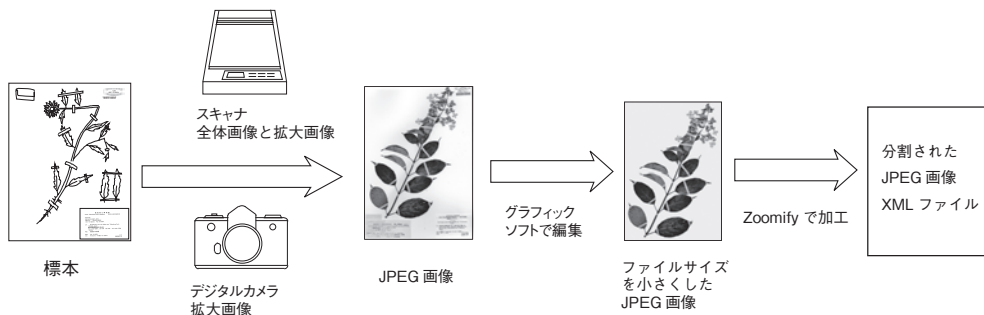 スキャナ
全体画像と拡大画像
標本
デジタルカメラ
拡大画像
JPEG 画像
グラフィック
ソフトで編集
ファイルサイズ
を小さくした
JPEG 画像
Zoomify で加工
分割された
JPEG 画像
XML ファイル